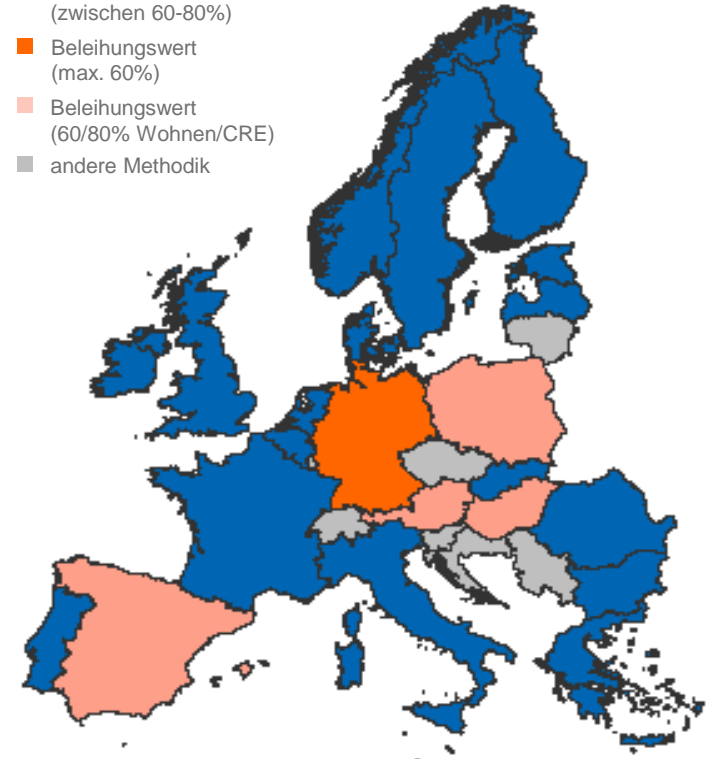 (zwischen 60-80%)
Beleihungswert
(max. 60%)
Beleihungswert
(60/80% Wohnen/CRE)
andere Methodik